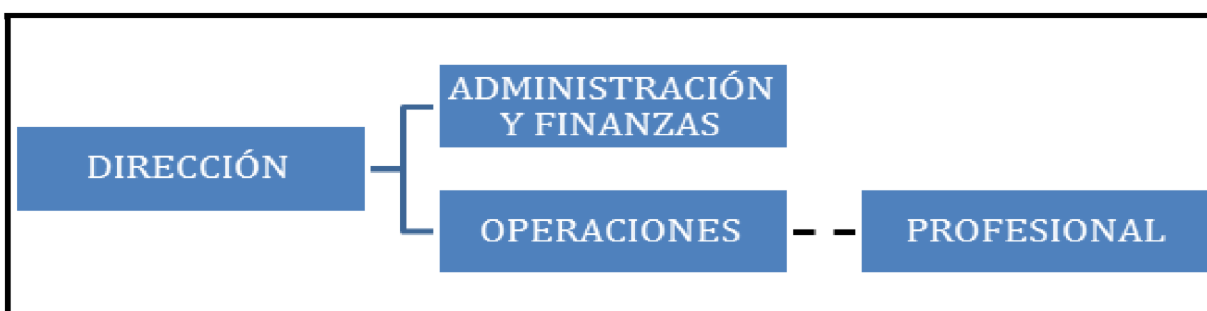 DIRECCIÓN
ADMINISTRACIÓN
Y FINANZAS
OPERACIONES
PROFESIONAL